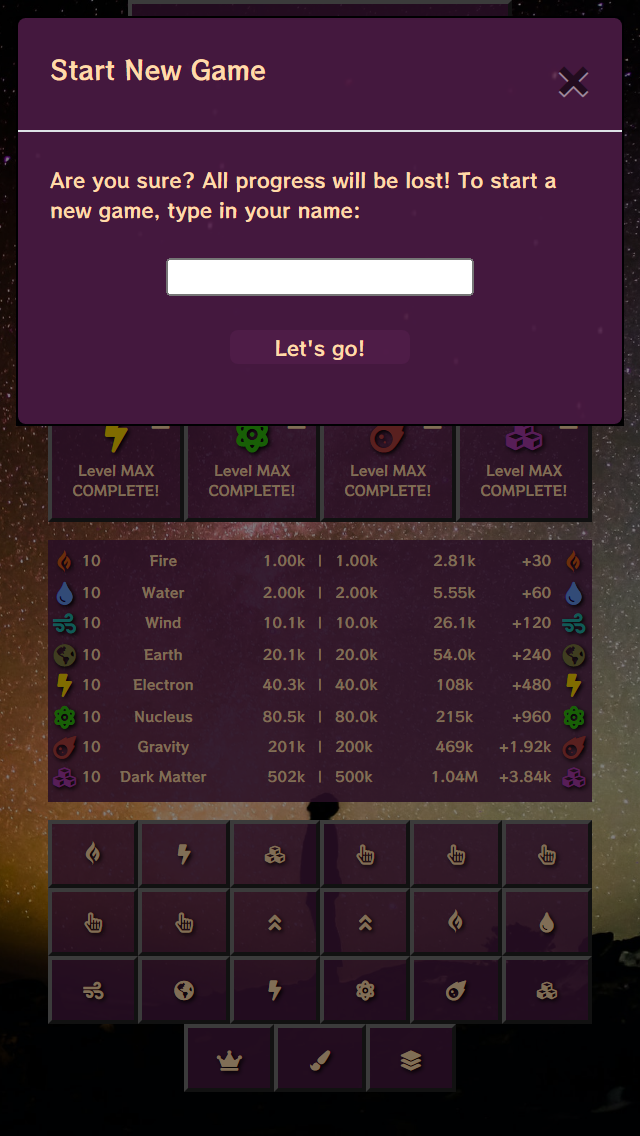 Start New Game
Are you sure? All progress will be lost! To start a
new game, type in your name:
Let's go!
Level MAX Level MAX Level MAX Level MAX
COMPLETE! COMPLETE! COMPLETE! COMPLETE!
10 Fire 1.00k | 1.00k 2.81k +30
10 Water 2.00k | 2.00k 5.55k +60
10 Wind 10.1k | 10.0k 26.1k +120
10 Earth 20.1k | 20.0k 54.0k +240
10 Electron 40.3k | 40.0k 108k +480
10 Nucleus 80.5k | 80.0k 215k +960
10 Gravity 201k | 200k 469k +1.92k
10 Dark Matter 502k | 500k 1.04M +3.84k